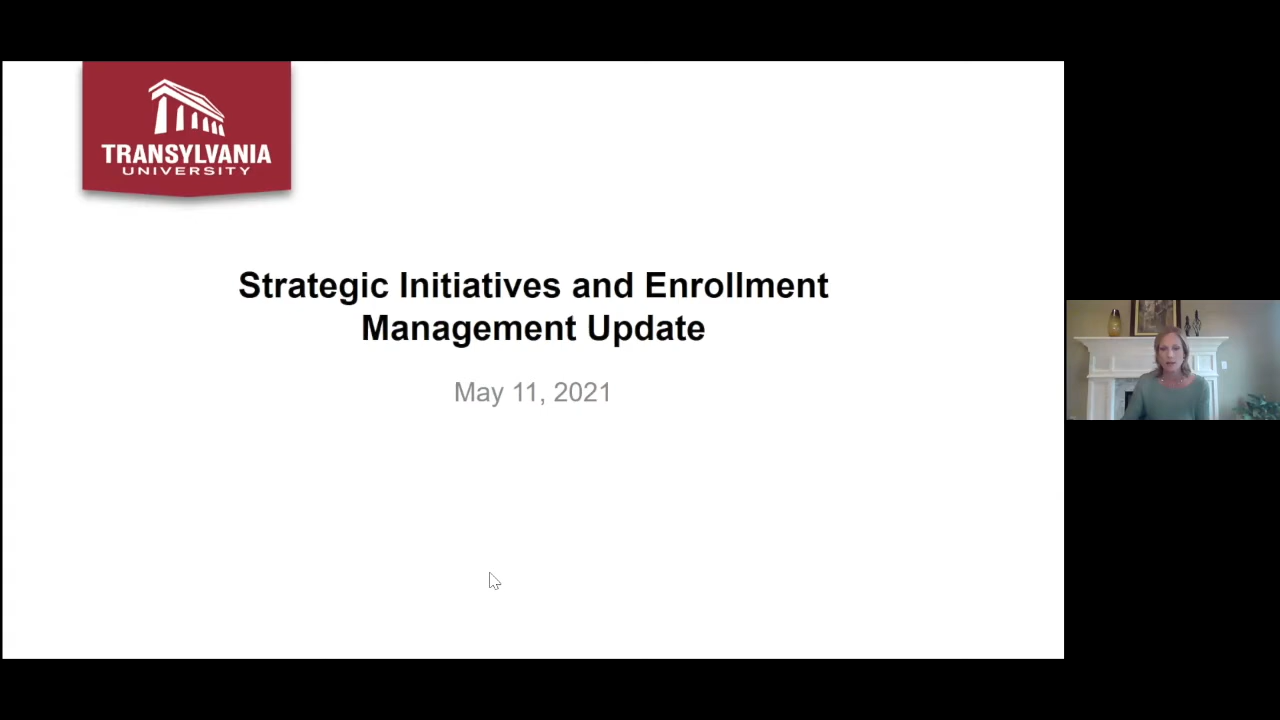 TRANSYLVANIA
UNIVERSITY
Strategic Initiatives and Enrollment
Management Update
May 11, 2021